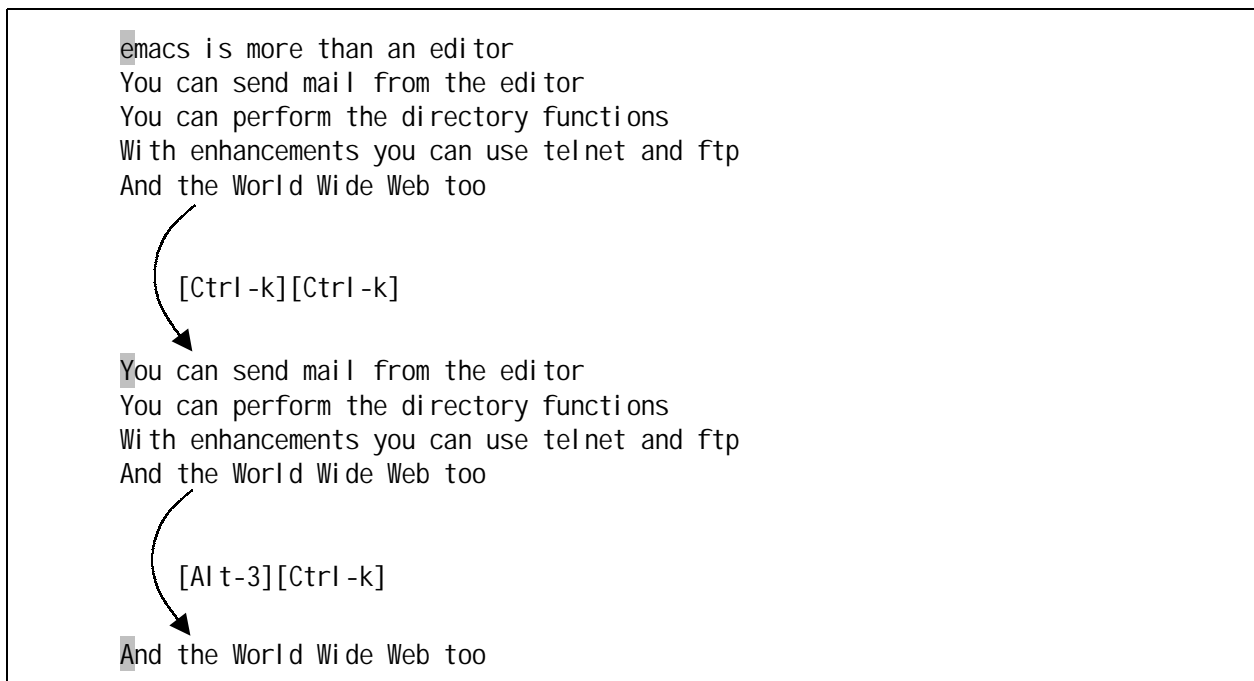 emacs is more than an editor
You can send mail from the editor
You can perform the directory functions
With enhancements you can use telnet and ftp
And the World Wide Web too
[Ctrl-k][Ctrl-k]
You can send mail from the editor
You can perform the directory functions
With enhancements you can use telnet and ftp
And the World Wide Web too
[Alt-3][Ctrl-k]
And the World Wide Web too